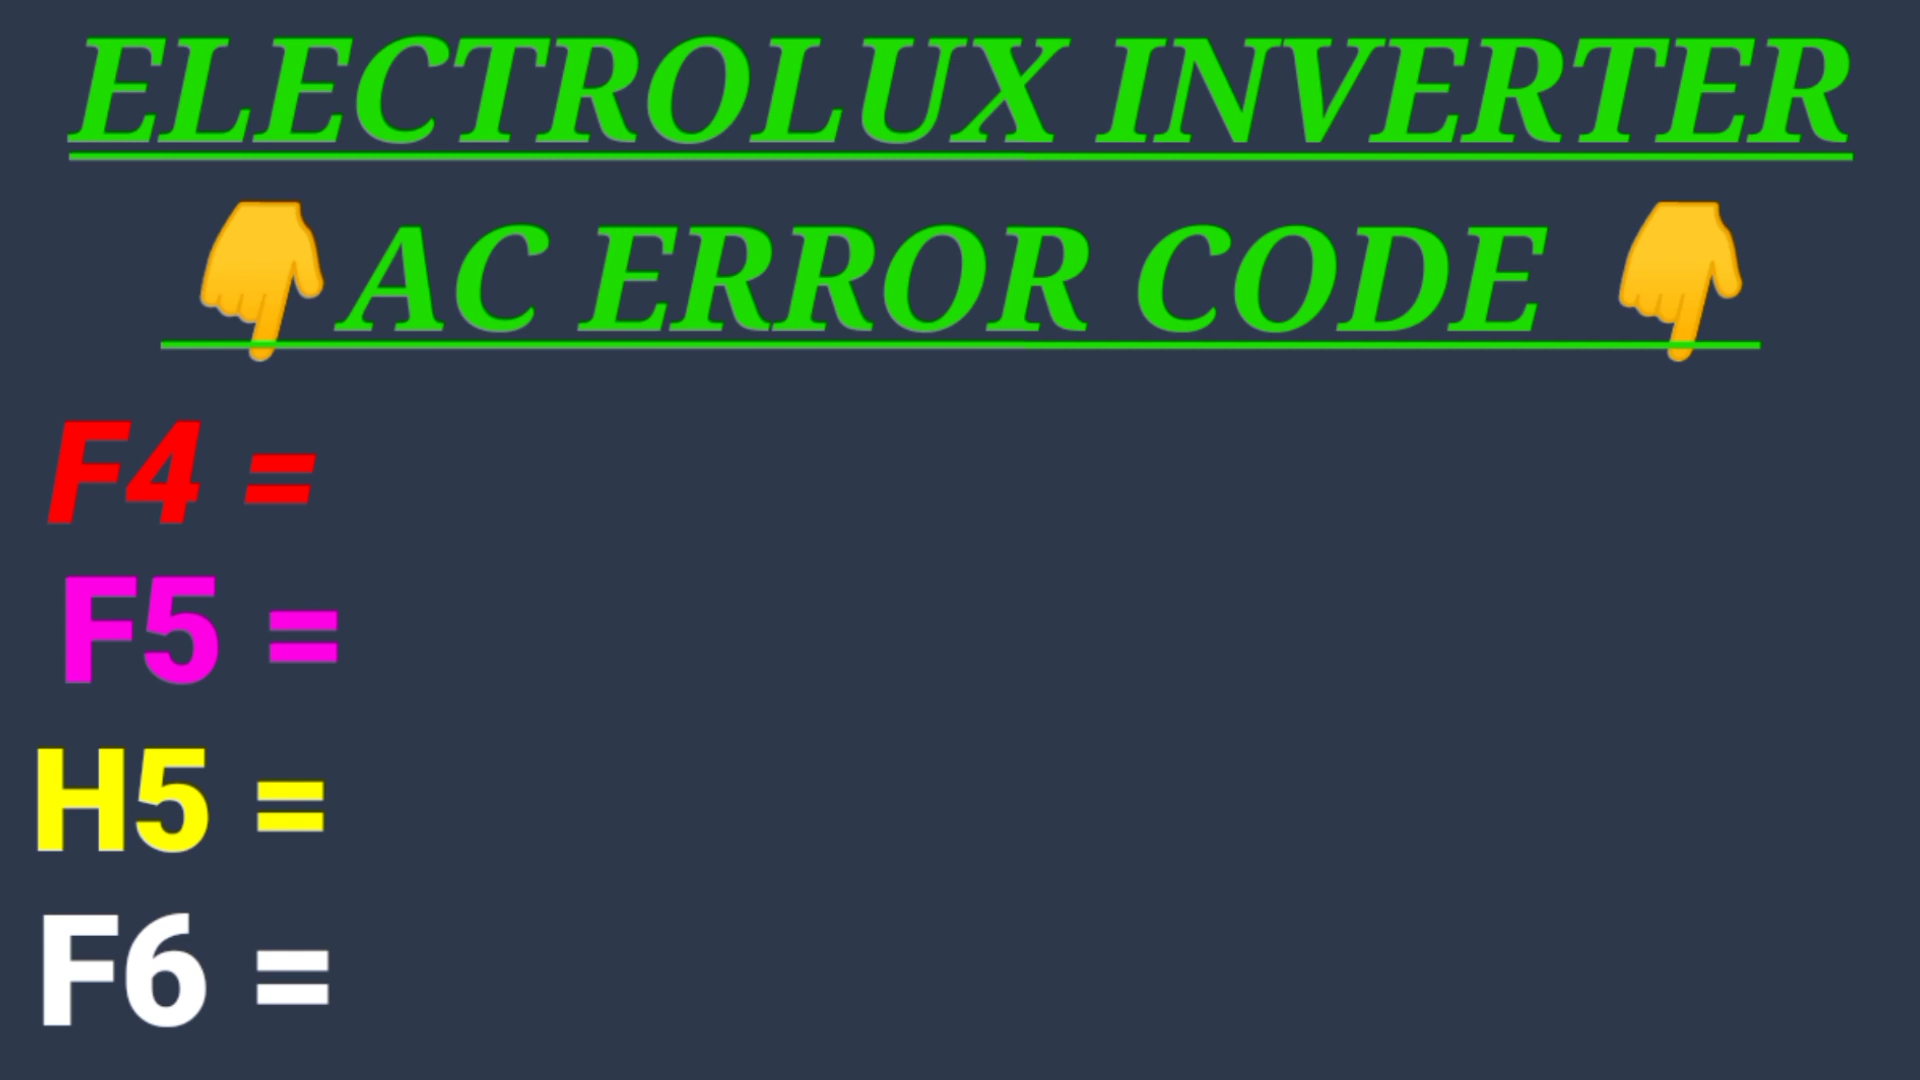 ELECTROLUX INVERTER
👇AC ERROR CODE 👇
F4 =
F5 =
H5 =
F6 =